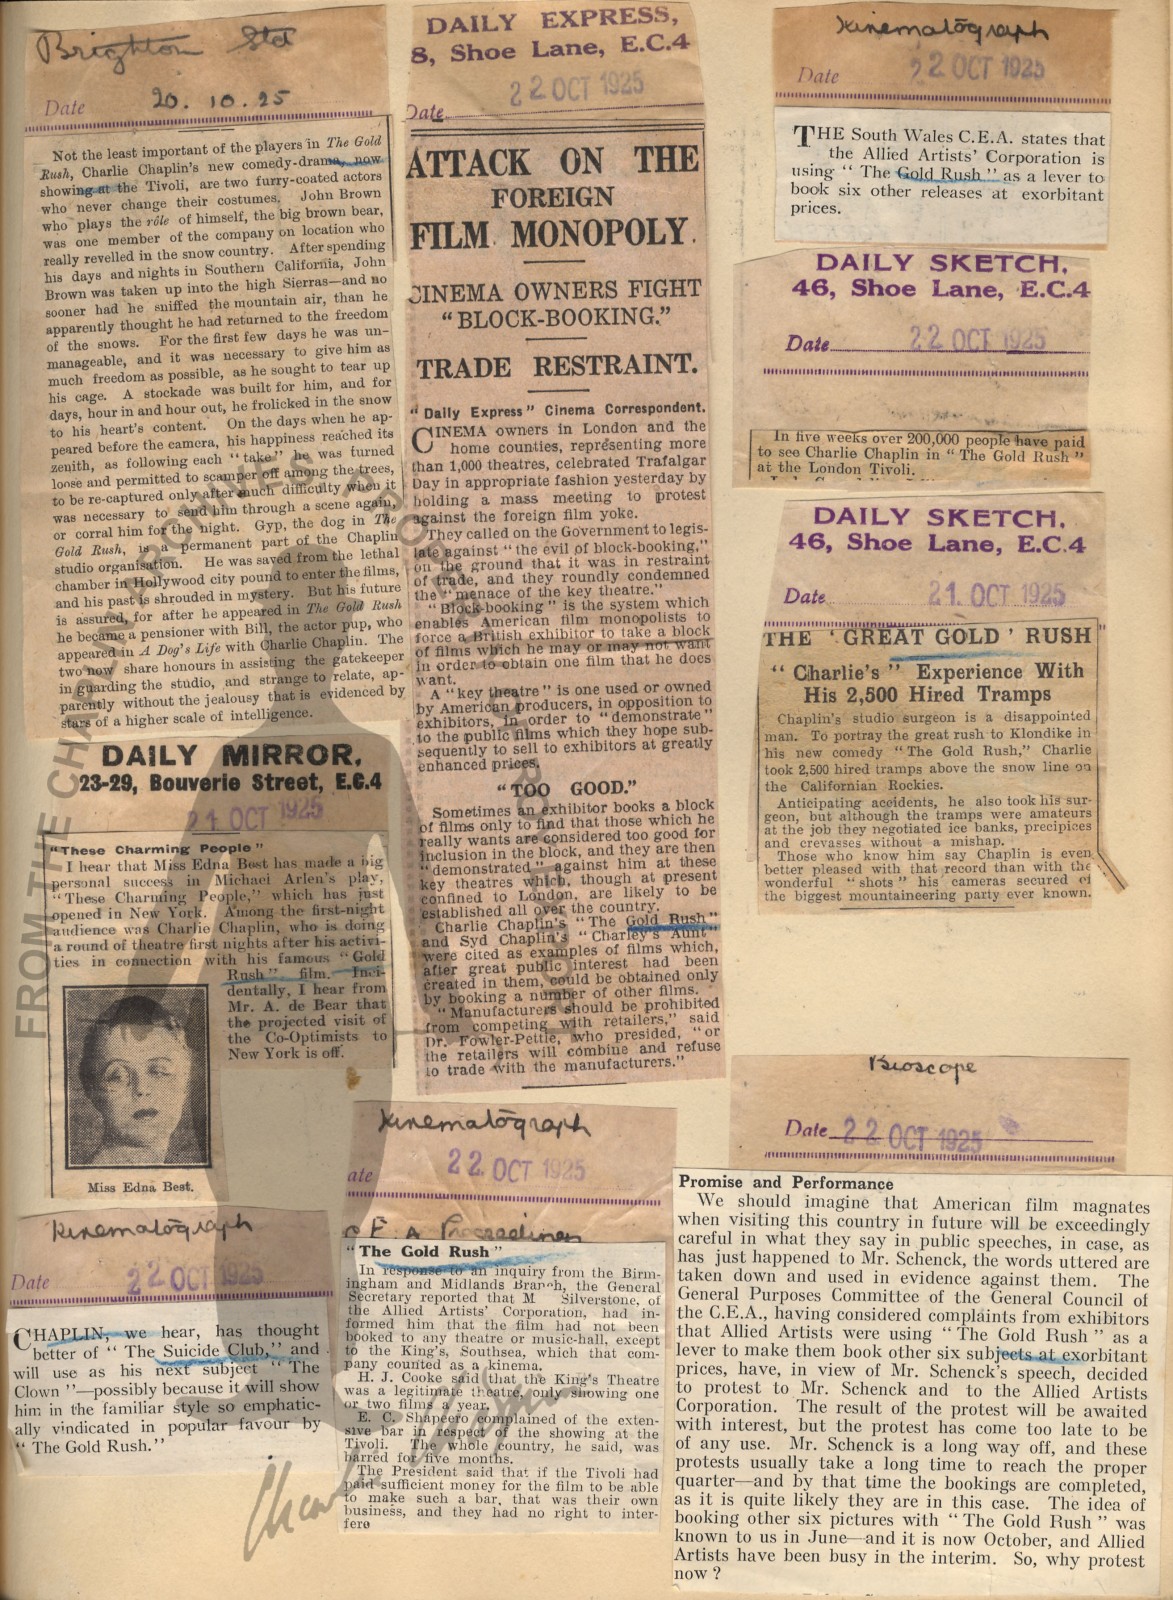 Brighton Std
Date 20.10.25
Not the least important of the players in The Gold
Rush, Charlie Chaplin's new comedy-drama, now
showing at the Tivoli, are two furry-coated actors
who never change their costumes. John Brown
who plays the rôle of himself, the big brown bear,
was one member of the company on location who
really revelled in the snow country. After spending
his days and nights in Southern California, John
Brown was taken up into the high Sierras—and no
sooner had he sniffed the mountain air, than he
apparently thought he had returned to the freedom
of the snows. For the first few days he was un-
manageable, and it was necessary to give him as
much freedom as possible, as he sought to tear up
his cage. A stockade was built for him, and for
days, hour in and hour out, he frolicked in the snow
to his heart's content. On the days when he ap-
peared before the camera, his happiness reached its
zenith, as following each "take" he was turned
loose and permitted to scamper off among the trees,
to be re-captured only after much difficulty when it
was necessary to send him through a scene again,
or corral him for the night. Gyp, the dog in The
Gold Rush, is a permanent part of the Chaplin
studio organisation. He was saved from the lethal
chamber in Hollywood city pound to enter the films,
and his past is shrouded in mystery. But his future
is assured, for after he appeared in The Gold Rush
he became a pensioner with Bill, the actor pup, who
appeared in A Dog's Life with Charlie Chaplin. The
two now share honours in assisting the gatekeeper
in guarding the studio, and strange to relate, ap-
parently without the jealousy that is evidenced by
stars of a higher scale of intelligence.
DAILY MIRROR,
23-29, Bouverie Street, E.C.4
21 OCT 1925
"These Charming People"
I hear that Miss Edna Best has made a big
personal success in Michael Arlen's play,
"These Charming People," which has just
opened in New York. Among the first-night
audience was Charlie Chaplin, who is doing
a round of theatre first nights after his activi-
ties in connection with his famous "Gold
Rush" film. Inci-
dentally, I hear from
Mr. A. de Bear that
the projected visit of
the Co-Optimists to
New York is off.
Miss Edna Best.
Kinematograph
Date 22 OCT 1925
CHAPLIN, we hear, has thought
better of "The Suicide Club," and
will use as his next subject "The
Clown"—possibly because it will show
him in the familiar style so emphatic-
ally vindicated in popular favour by
"The Gold Rush."
DAILY EXPRESS,
8, Shoe Lane, E.C.4
Date 22 OCT 1925
ATTACK ON THE
FOREIGN
FILM MONOPOLY.
CINEMA OWNERS FIGHT
"BLOCK-BOOKING."
TRADE RESTRAINT.
"Daily Express" Cinema Correspondent.
CINEMA owners in London and the
home counties, representing more
than 1,000 theatres, celebrated Trafalgar
Day in appropriate fashion yesterday by
holding a mass meeting to protest
against the foreign film yoke.
They called on the Government to legis-
late against "the evil of block-booking,"
on the ground that it was in restraint
of trade, and they roundly condemned
the "menace of the key theatre."
"Block-booking" is the system which
enables American film monopolists to
force a British exhibitor to take a block
of films which he may or may not want
in order to obtain one film that he does
want.
A "key theatre" is one used or owned
by American producers, in opposition to
exhibitors, in order to "demonstrate"
to the public films which they hope sub-
sequently to sell to exhibitors at greatly
enhanced prices.
"TOO GOOD."
Sometimes an exhibitor books a block
of films only to find that those which he
really wants are considered too good for
inclusion in the block, and they are then
"demonstrated" against him at these
key theatres which, though at present
confined to London, are likely to be
established all over the country.
Charlie Chaplin's "The Gold Rush"
and Syd Chaplin's "Charley's Aunt"
were cited as examples of films which,
after great public interest had been
created in them, could be obtained only
by booking a number of other films.
"Manufacturers should be prohibited
from competing with retailers," said
Dr. Fowler-Pettie, who presided, "or
the retailers will combine and refuse
to trade with the manufacturers."
Kinematograph
ate 22 OCT 1925
C.E.A. Proceedings
"The Gold Rush"
In response to an inquiry from the Birm-
ingham and Midlands Branch, the General
Secretary reported that M Silverstone, of
the Allied Artists' Corporation, had in-
formed him that the film had not been
booked to any theatre or music-hall, except
to the King's, Southsea, which that com-
pany counted as a kinema.
H. J. Cooke said that the King's Theatre
was a legitimate theatre, only showing one
or two films a year.
E. C. Shapeero complained of the exten-
sive bar in respect of the showing at the
Tivoli. The whole country, he said, was
barred for five months.
The President said that if the Tivoli had
paid sufficient money for the film to be able
to make such a bar, that was their own
business, and they had no right to inter-
fere
Kinematograph
Date 22 OCT 1925
THE South Wales C.E.A. states that
the Allied Artists' Corporation is
using "The Gold Rush" as a lever to
book six other releases at exorbitant
prices.
DAILY SKETCH,
46, Shoe Lane, E.C.4
Date 22 OCT 1925
In five weeks over 200,000 people have paid
to see Charlie Chaplin in "The Gold Rush"
at the London Tivoli.
DAILY SKETCH,
46, Shoe Lane, E.C.4
Date 21. OCT 1925
THE 'GREAT GOLD' RUSH
"Charlie's" Experience With
His 2,500 Hired Tramps
Chaplin's studio surgeon is a disappointed
man. To portray the great rush to Klondike in
his new comedy "The Gold Rush," Charlie
took 2,500 hired tramps above the snow line on
the Californian Rockies.
Anticipating accidents, he also took his sur-
geon, but although the tramps were amateurs
at the job they negotiated ice banks, precipices
and crevasses without a mishap.
Those who know him say Chaplin is even
better pleased with that record than with the
wonderful "shots" his cameras secured of
the biggest mountaineering party ever known.
Bioscope
Date 22 OCT 1925
Promise and Performance
We should imagine that American film magnates
when visiting this country in future will be exceedingly
careful in what they say in public speeches, in case, as
has just happened to Mr. Schenck, the words uttered are
taken down and used in evidence against them. The
General Purposes Committee of the General Council of
the C.E.A., having considered complaints from exhibitors
that Allied Artists were using "The Gold Rush" as a
lever to make them book other six subjects at exorbitant
prices, have, in view of Mr. Schenck's speech, decided
to protest to Mr. Schenck and to the Allied Artists
Corporation. The result of the protest will be awaited
with interest, but the protest has come too late to be
of any use. Mr. Schenck is a long way off, and these
protests usually take a long time to reach the proper
quarter—and by that time the bookings are completed,
as it is quite likely they are in this case. The idea of
booking other six pictures with "The Gold Rush" was
known to us in June—and it is now October, and Allied
Artists have been busy in the interim. So, why protest
now?
FROM THE CHAPLIN ARCHIVES